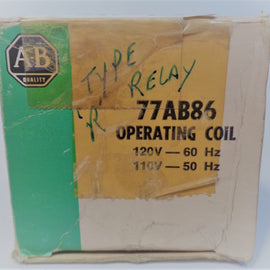 AB
QUALITY
TYPE
'R' RELAY
77AB86
OPERATING COIL
120V — 60 Hz
110V — 50 Hz